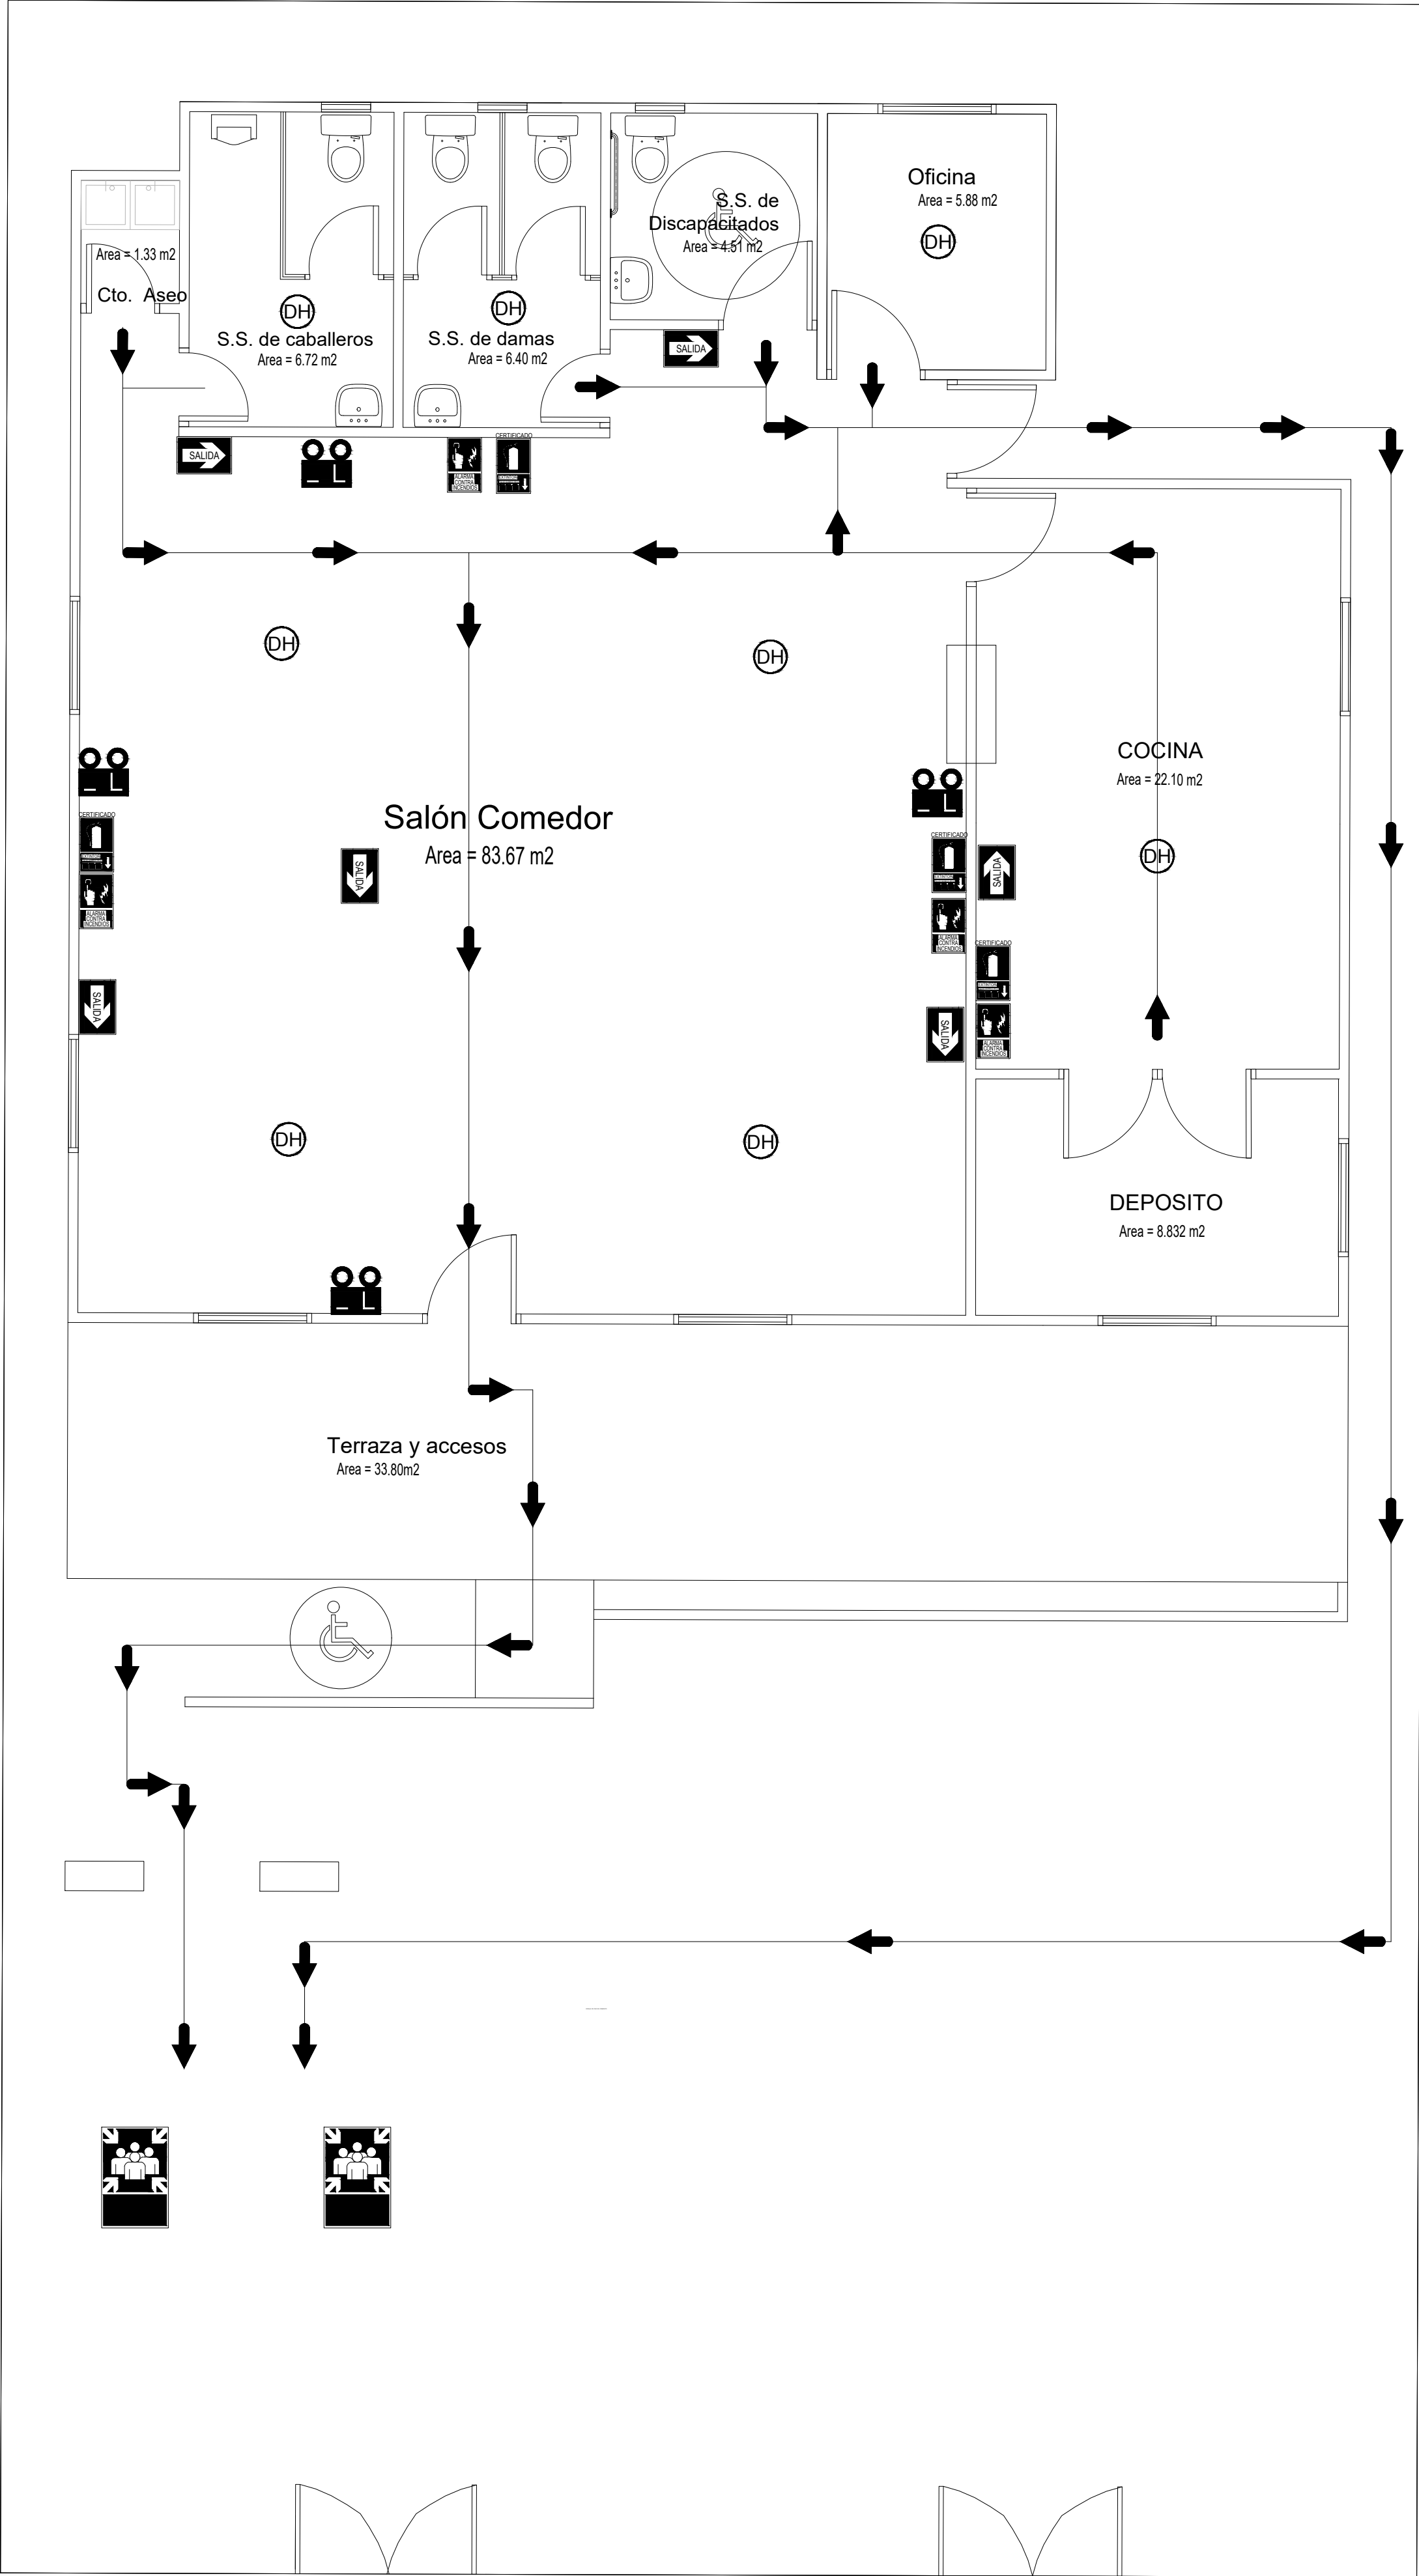 Oficina
Area = 5.88 m2
DH
S.S. de
Discapacitados
Area = 4.51 m2
Area = 1.33 m2
Cto. Aseo
DH
S.S. de caballeros
Area = 6.72 m2
DH
S.S. de damas
Area = 6.40 m2
SALIDA
SALIDA
L
ALARMA
CONTRA
INCENDIOS
CERTIFICADO
DH
DH
COCINA
Area = 22.10 m2
DH
L
CERTIFICADO
ALARMA
CONTRA
INCENDIOS
SALIDA
Salón Comedor
Area = 83.67 m2
SALIDA
L
CERTIFICADO
ALARMA
CONTRA
INCENDIOS
SALIDA
SALIDA
CERTIFICADO
ALARMA
CONTRA
INCENDIOS
DH
DH
DEPOSITO
Area = 8.832 m2
L
Terraza y accesos
Area = 33.80m2